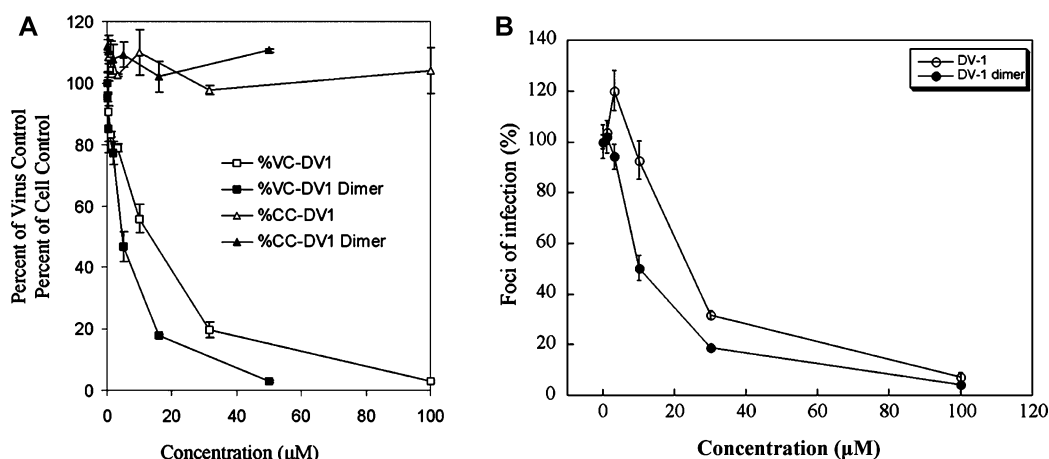 A
Percent of Virus Control
Percent of Cell Control
120
100
80
60
40
20
0
%VC-DV1
%VC-DV1 Dimer
%CC-DV1
%CC-DV1 Dimer
0 20 40 60 80 100
Concentration (µM)
B
Foci of infection (%)
140
120
100
80
60
40
20
0
DV-1
DV-1 dimer
0 20 40 60 80 100 120
Concentration (µM)